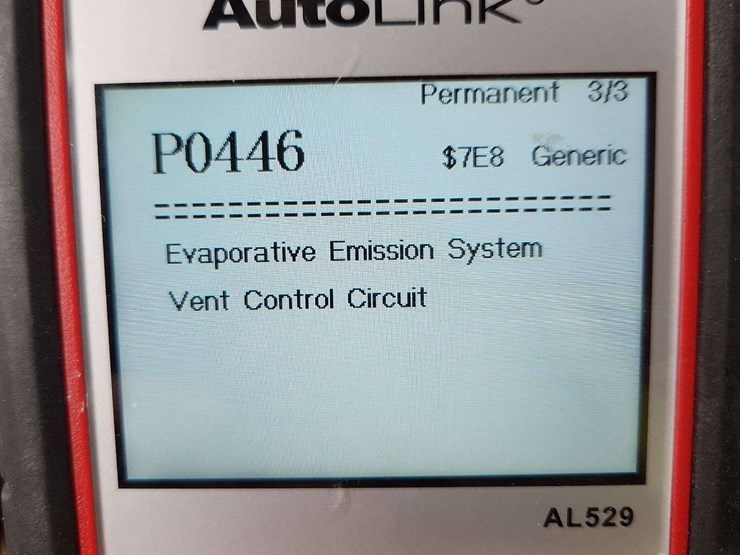 AutoLink®
Permanent 3/3
P0446 $7E8 Generic
==============================
Evaporative Emission System
Vent Control Circuit
AL529